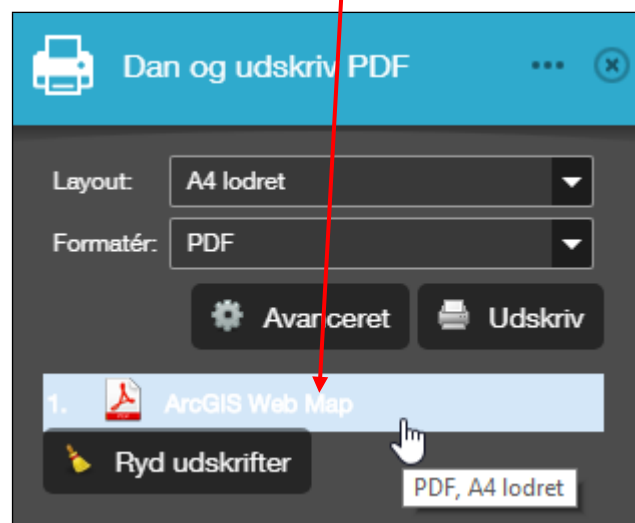 Dan og udskriv PDF
Layout: A4 lodret
Formatér: PDF
Avanceret Udskriv
1. ArcGIS Web Map
Ryd udskrifter
PDF, A4 lodret